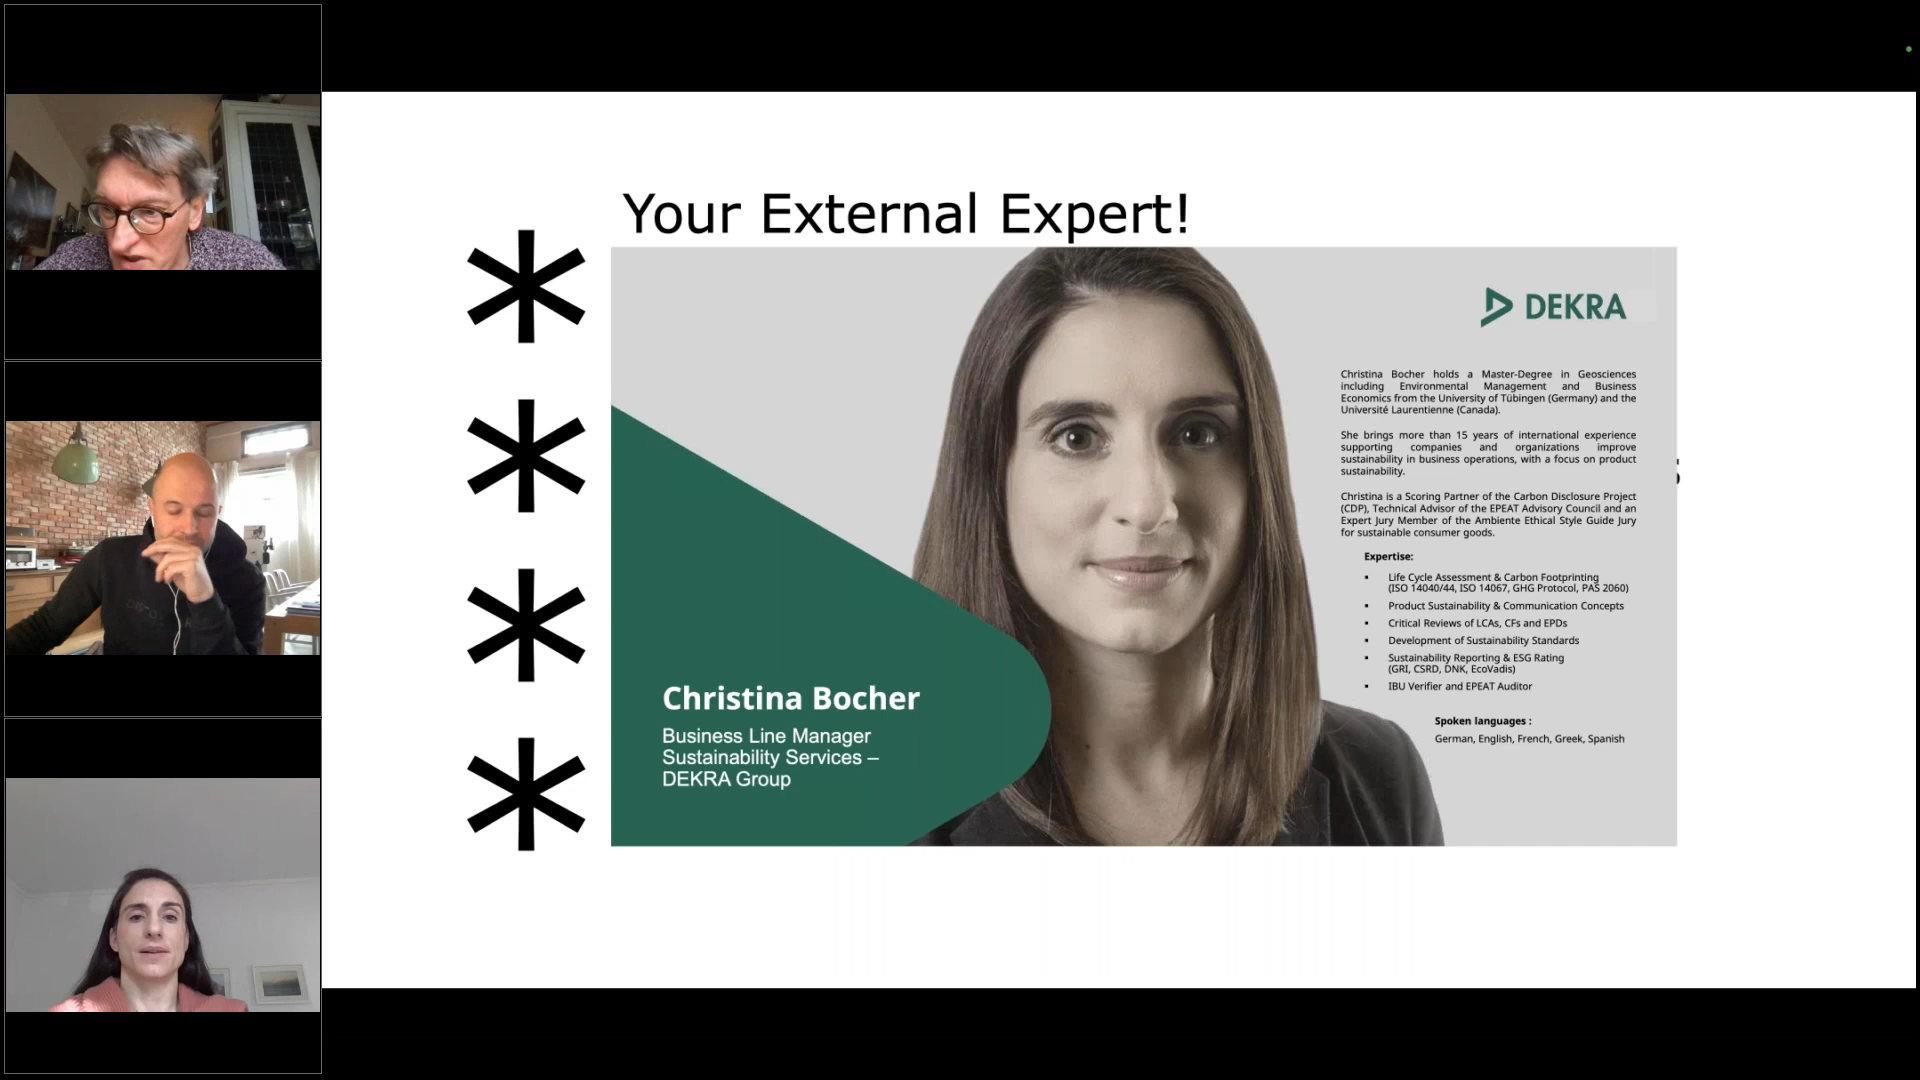 Your External Expert!
*
*
*
*
DEKRA
Christina Bocher holds a Master-Degree in Geosciences
including Environmental Management and Business
Economics from the University of Tübingen (Germany) and the
Université Laurentienne (Canada).
She brings more than 15 years of international experience
supporting companies and organizations improve
sustainability in business operations, with a focus on product
sustainability.
Christina is a Scoring Partner of the Carbon Disclosure Project
(CDP), Technical Advisor of the EPEAT Advisory Council and an
Expert Jury Member of the Ambiente Ethical Style Guide Jury
for sustainable consumer goods.
Expertise:
▪ Life Cycle Assessment & Carbon Footprinting
(ISO 14040/44, ISO 14067, GHG Protocol, PAS 2060)
▪ Product Sustainability & Communication Concepts
▪ Critical Reviews of LCAs, CFs and EPDs
▪ Development of Sustainability Standards
▪ Sustainability Reporting & ESG Rating
(GRI, CSRD, DNK, EcoVadis)
▪ IBU Verifier and EPEAT Auditor
Spoken languages :
German, English, French, Greek, Spanish
Christina Bocher
Business Line Manager
Sustainability Services –
DEKRA Group